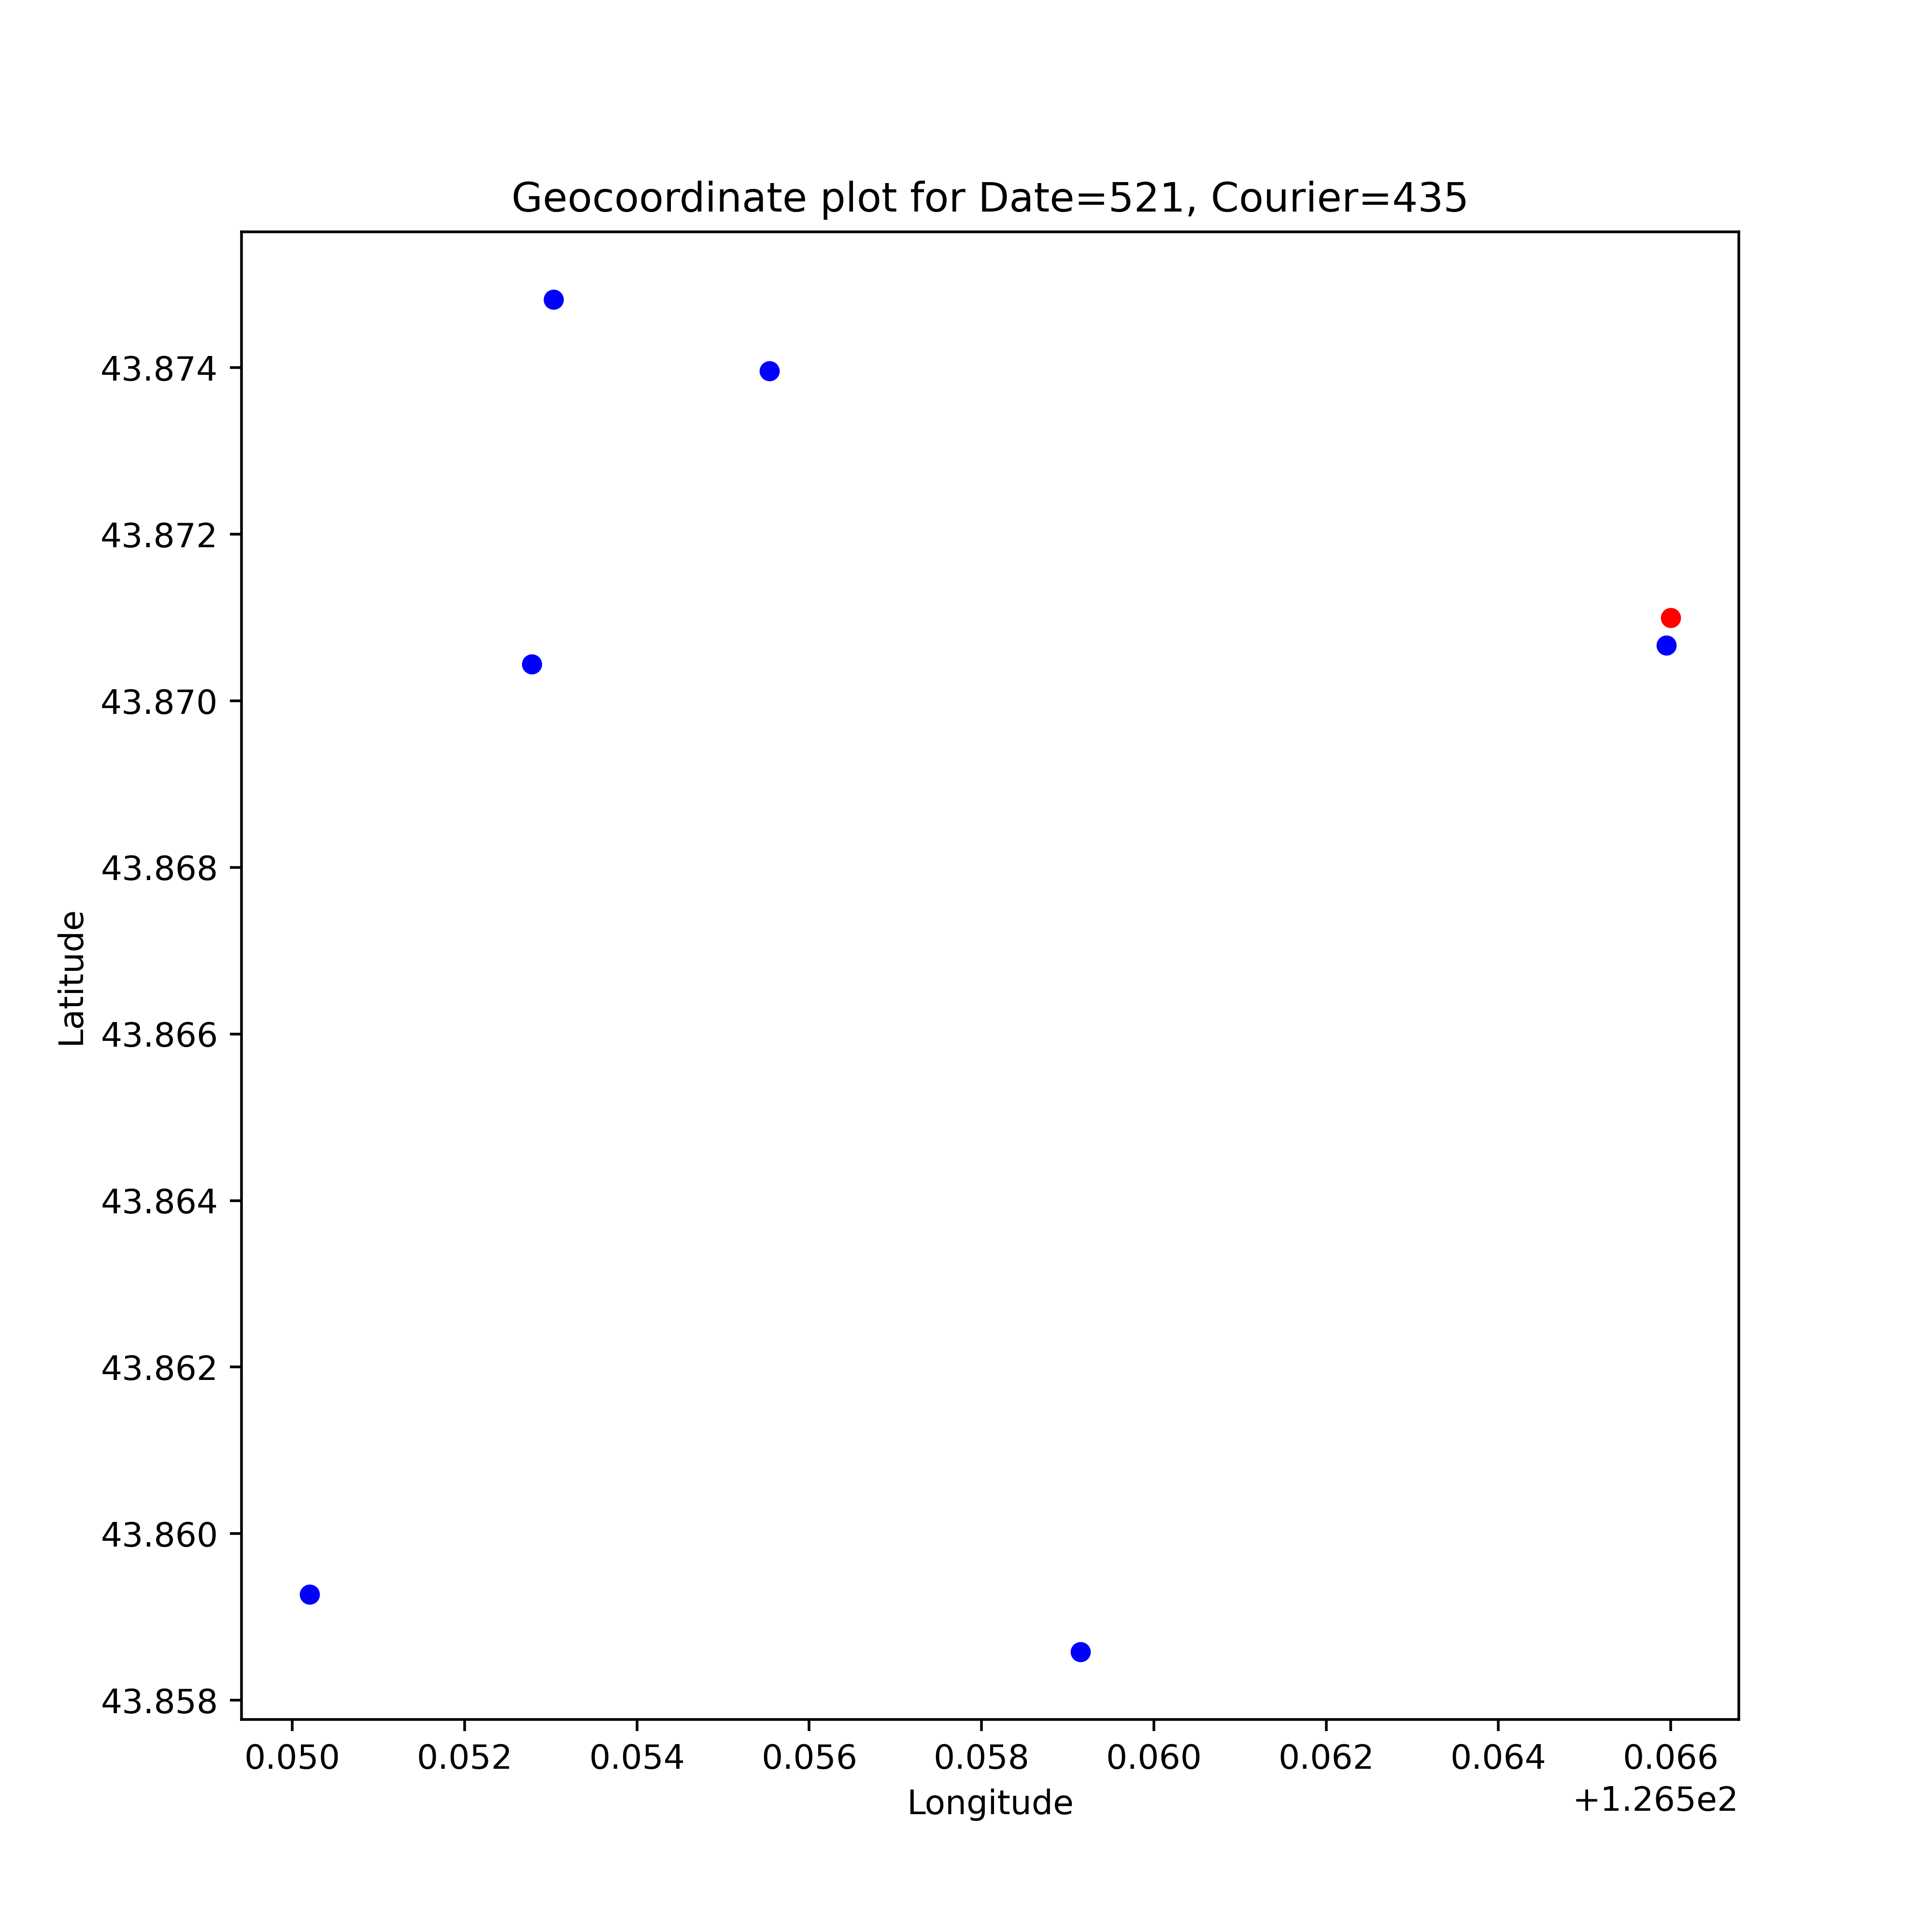 Geocoordinate plot for Date=521, Courier=435
43.874
43.872
43.870
43.868
43.866
43.864
43.862
43.860
43.858
Latitude
0.050 0.052 0.054 0.056 0.058 0.060 0.062 0.064 0.066
Longitude
+1.265e2